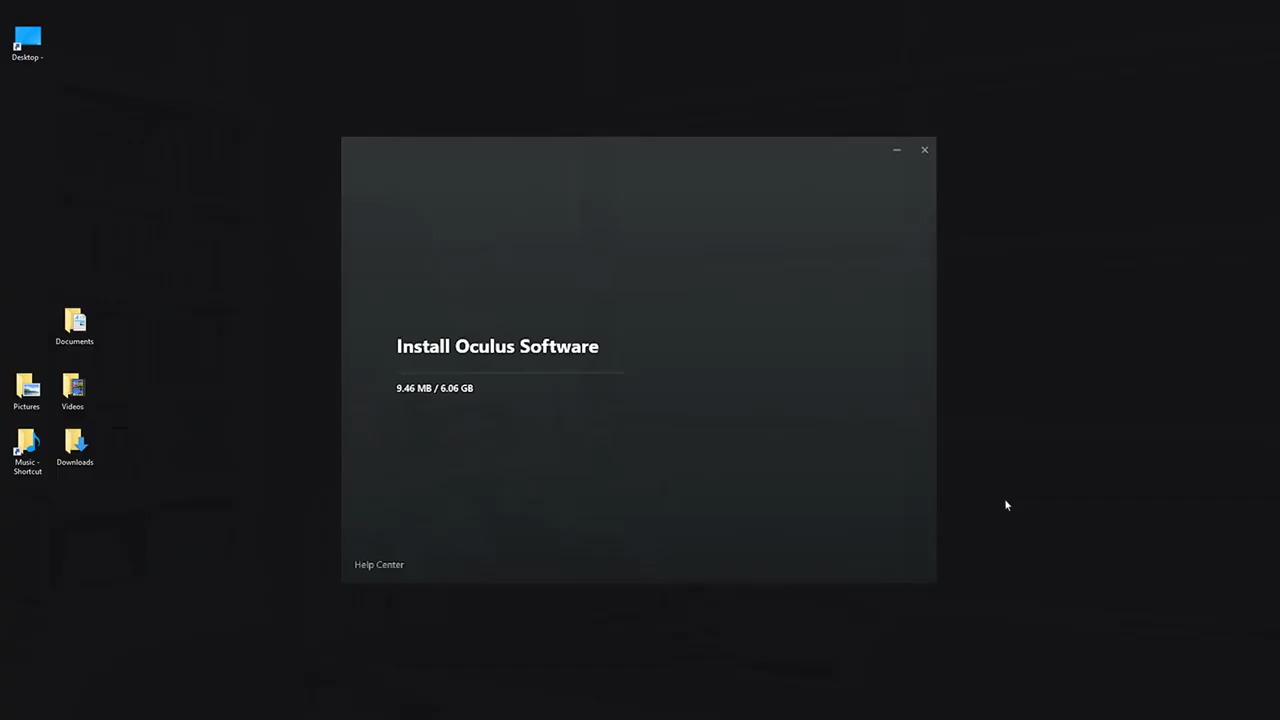 Desktop -
Install Oculus Software
9.46 MB / 6.06 GB
Documents
Pictures
Videos
Music -
Shortcut
Downloads
Help Center